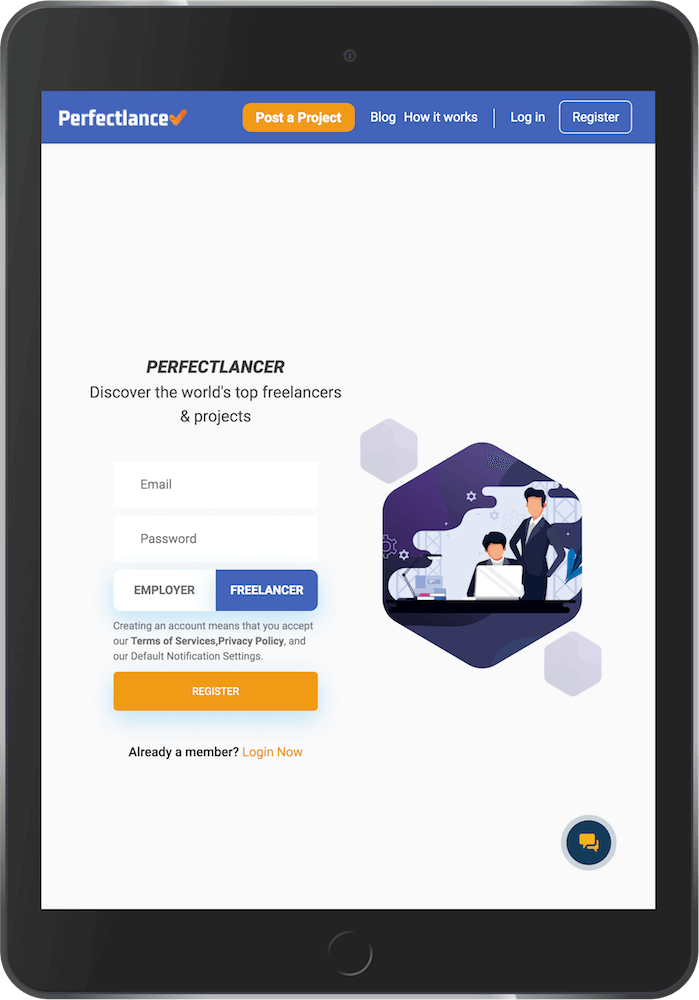 Perfectlance
Post a Project
Blog
How it works
Log in
Register
PERFECTLANCER
Discover the world's top freelancers
& projects
Email
Password
EMPLOYER
FREELANCER
Creating an account means that you accept
our Terms of Services,Privacy Policy, and
our Default Notification Settings.
REGISTER
Already a member? Login Now